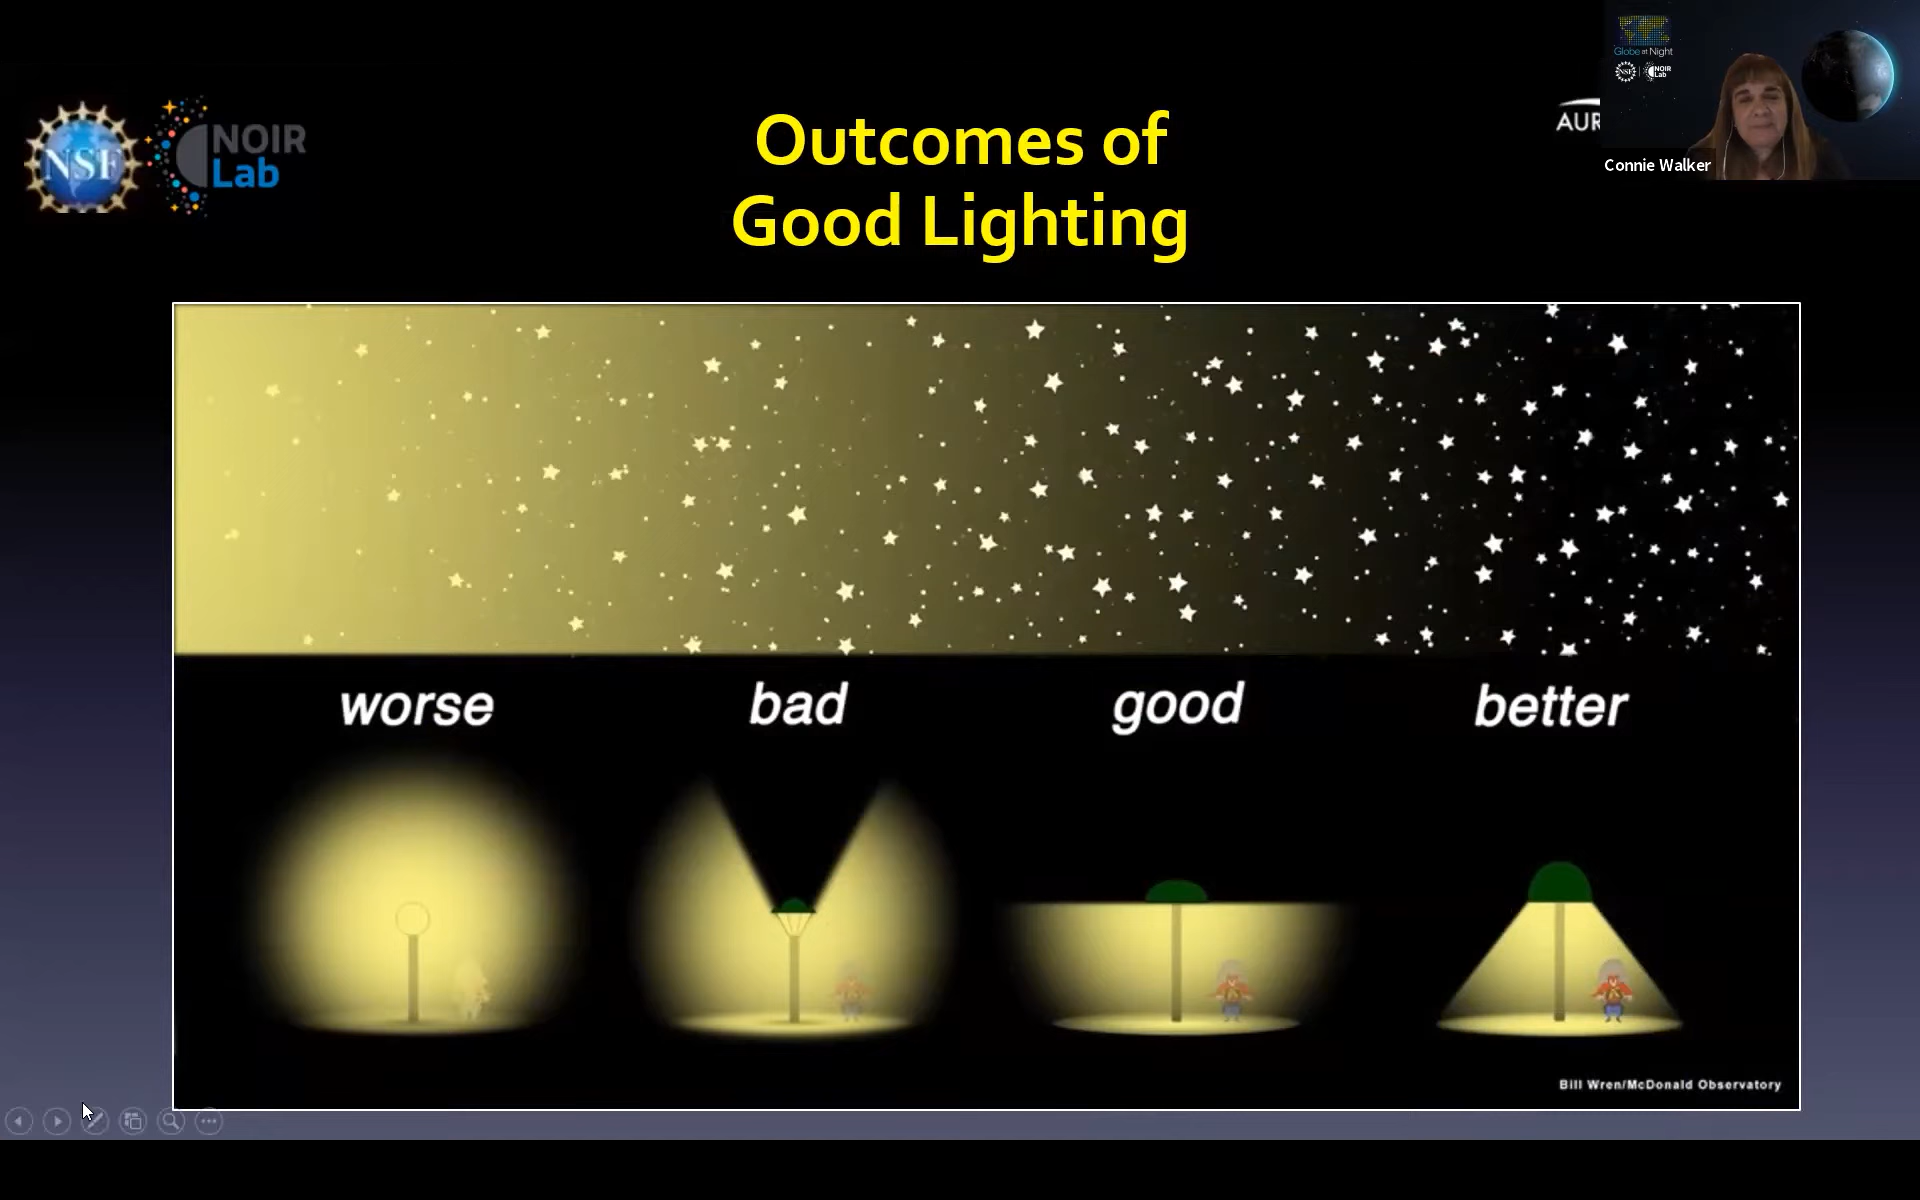 NSF
NOIR
Lab
Outcomes of
Good Lighting
AUR
Globe at Night
NSF
NOIR
Lab
Connie Walker
worse
bad
good
better
Bill Wren/McDonald Observatory